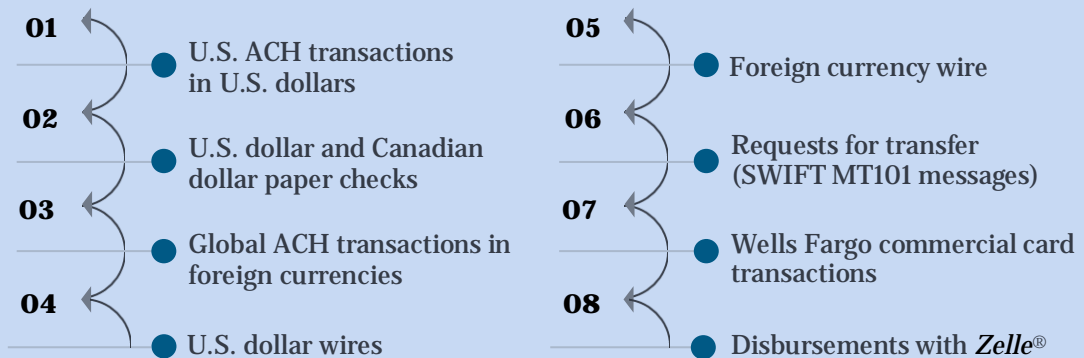 01
U.S. ACH transactions
in U.S. dollars
02
U.S. dollar and Canadian
dollar paper checks
03
Global ACH transactions in
foreign currencies
04
U.S. dollar wires
05
Foreign currency wire
06
Requests for transfer
(SWIFT MT101 messages)
07
Wells Fargo commercial card
transactions
08
Disbursements with Zelle®